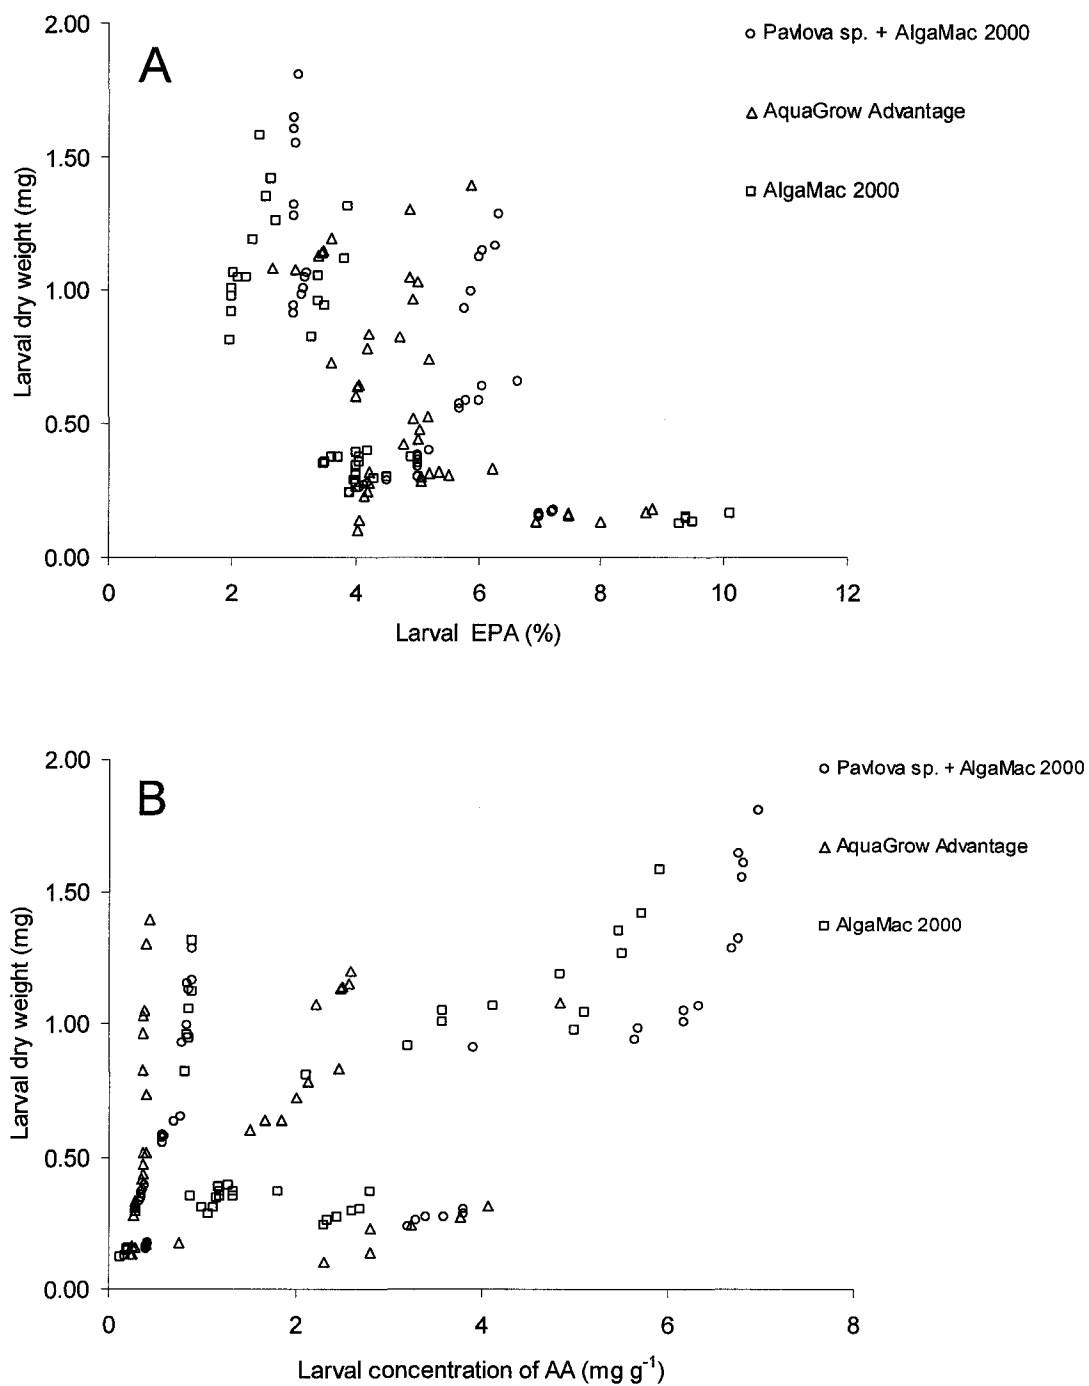 2.00
1.50
1.00
0.50
0.00
Larval dry weight (mg)
A
Pavlova sp. + AlgaMac 2000
AquaGrow Advantage
AlgaMac 2000
0 2 4 6 8 10 12
Larval EPA (%)
2.00
1.50
1.00
0.50
0.00
Larval dry weight (mg)
B
Pavlova sp. + AlgaMac 2000
AquaGrow Advantage
AlgaMac 2000
0 2 4 6 8
Larval concentration of AA (mg g⁻¹)